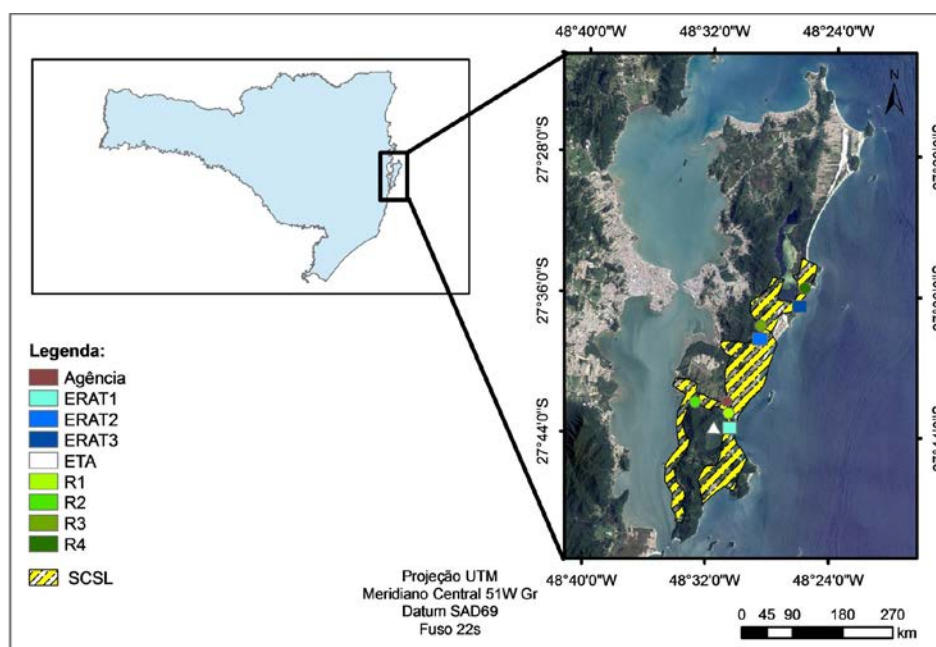 48°40'0"W 48°32'0"W 48°24'0"W
N
27°28'0"S
27°36'0"S
27°44'0"S
Legenda:
Agência
ERAT1
ERAT2
ERAT3
ETA
R1
R2
R3
R4
SCSL
Projeção UTM
Meridiano Central 51W Gr
Datum SAD69
Fuso 22s
48°40'0"W 48°32'0"W 48°24'0"W
0 45 90 180 270
km